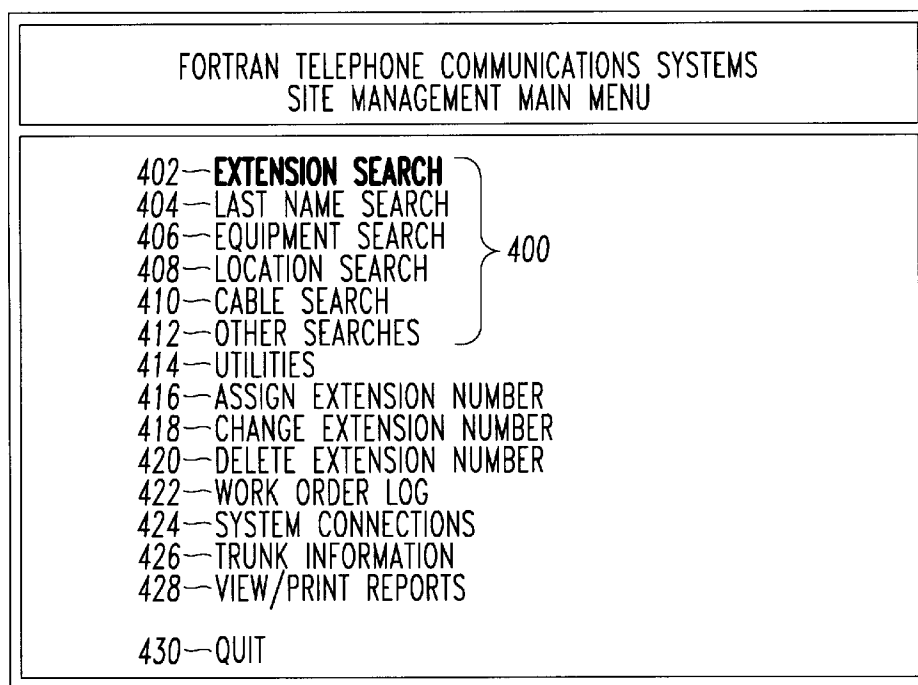 FORTRAN TELEPHONE COMMUNICATIONS SYSTEMS
SITE MANAGEMENT MAIN MENU
402 EXTENSION SEARCH
404 LAST NAME SEARCH
406 EQUIPMENT SEARCH
400
408 LOCATION SEARCH
410 CABLE SEARCH
412 OTHER SEARCHES
414 UTILITIES
416 ASSIGN EXTENSION NUMBER
418 CHANGE EXTENSION NUMBER
420 DELETE EXTENSION NUMBER
422 WORK ORDER LOG
424 SYSTEM CONNECTIONS
426 TRUNK INFORMATION
428 VIEW/PRINT REPORTS
430 QUIT